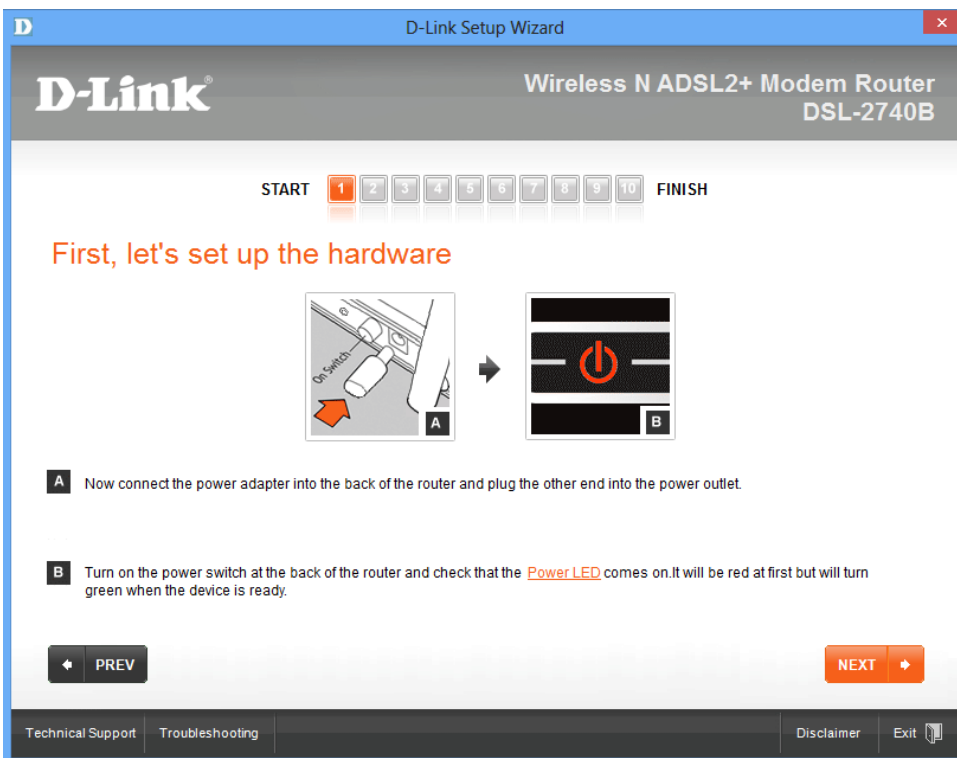 D
D-Link Setup Wizard
×
D-Link®
Wireless N ADSL2+ Modem Router
DSL-2740B
START 1 2 3 4 5 6 7 8 9 10 FINISH
First, let's set up the hardware
On Switch
A
B
A Now connect the power adapter into the back of the router and plug the other end into the power outlet.
B Turn on the power switch at the back of the router and check that the Power LED comes on.It will be red at first but will turn
green when the device is ready.
PREV
NEXT
Technical Support Troubleshooting Disclaimer Exit